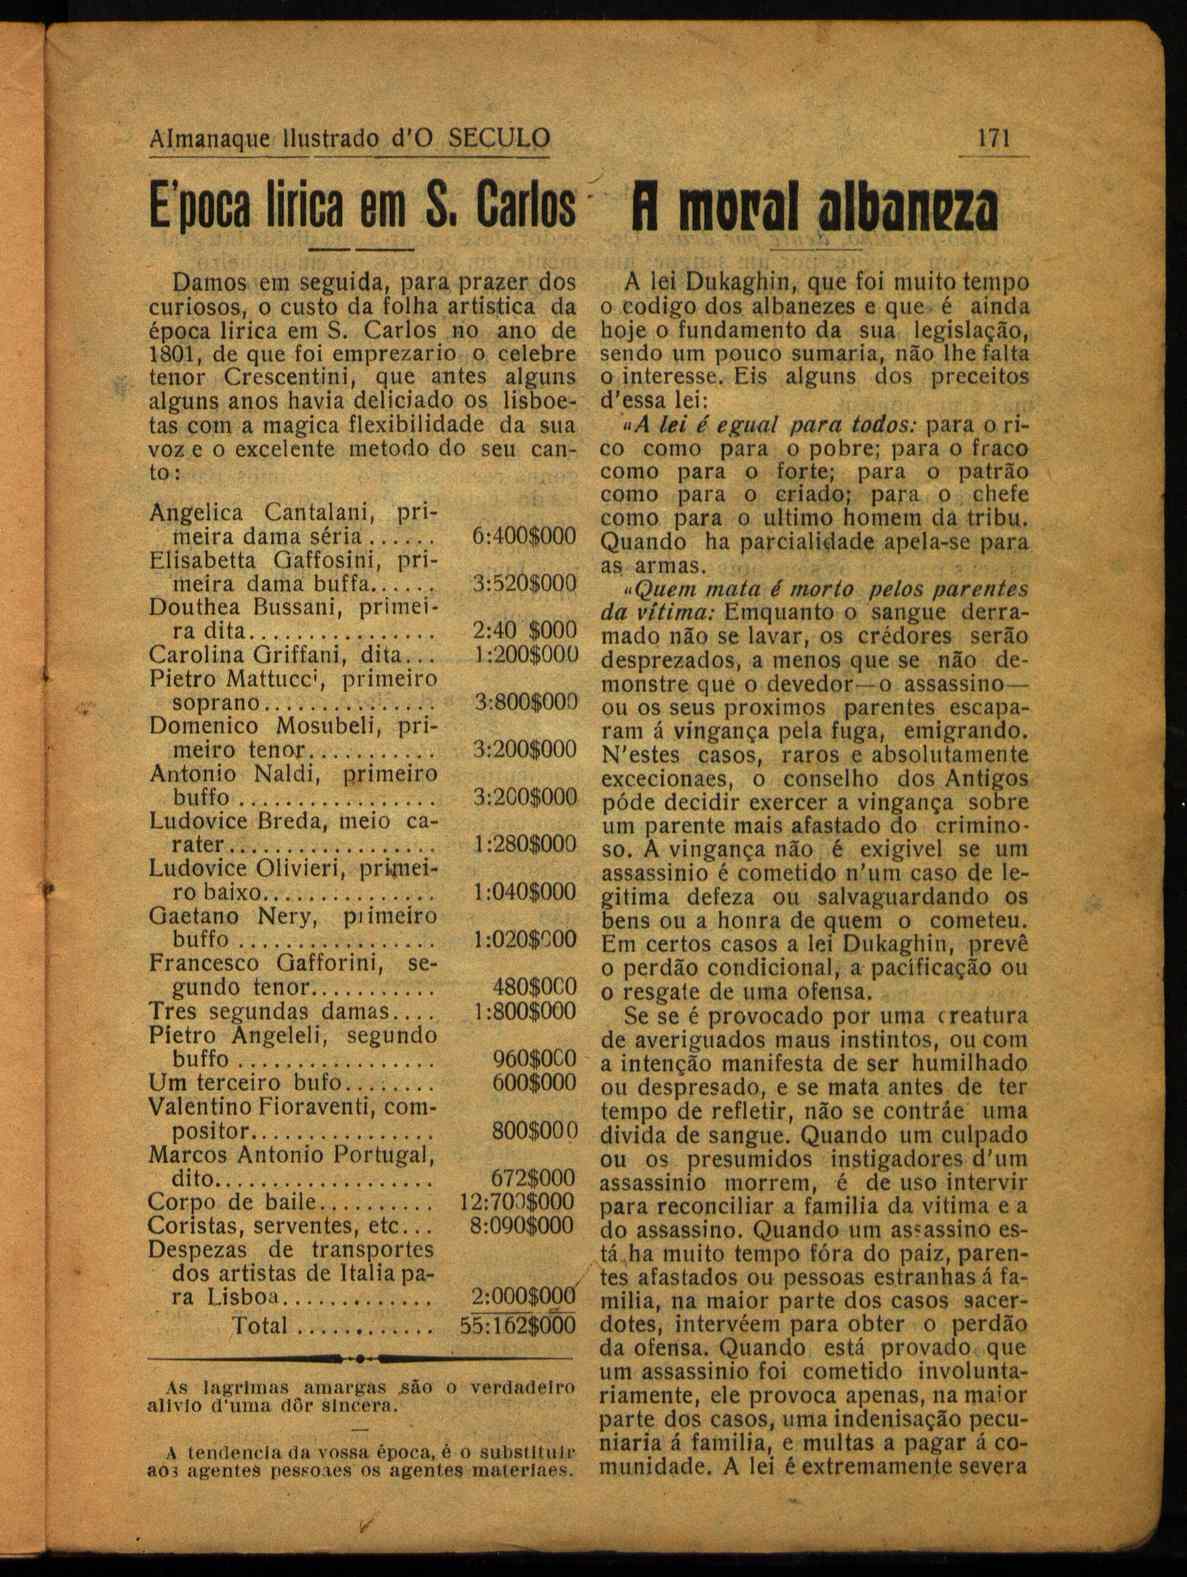 Almanaque Ilustrado d'O SECULO
171
E'poca lirica em S. Carlos
Damos em seguida, para prazer dos
curiosos, o custo da folha artistica da
época lirica em S. Carlos no ano de
1801, de que foi emprezario o celebre
tenor Crescentini, que antes alguns
alguns anos havia deliciado os lisboe-
tas com a magica flexibilidade da sua
voz e o excelente metodo do seu can-
to:
Angelica Cantalani, pri-
meira dama séria ...... 6:400$000
Elisabetta Gaffosini, pri-
meira dama buffa...... 3:520$000
Douthea Bussani, primei-
ra dita................ 2:40 $000
Carolina Griffani, dita... 1:200$000
Pietro Mattucci, primeiro
soprano............... 3:800$000
Domenico Mosubeli, pri-
meiro tenor........... 3:200$000
Antonio Naldi, primeiro
buffo ................. 3:200$000
Ludovice Breda, meio ca-
rater.................. 1:280$000
Ludovice Olivieri, primei-
ro baixo............... 1:040$000
Gaetano Nery, primeiro
buffo ................. 1:020$000
Francesco Gafforini, se-
gundo tenor........... 480$000
Tres segundas damas.... 1:800$000
Pietro Angeleli, segundo
buffo ................. 960$000
Um terceiro bufo........ 600$000
Valentino Fioraventi, com-
positor................ 800$000
Marcos Antonio Portugal,
dito................... 672$000
Corpo de baile.......... 12:700$000
Coristas, serventes, etc... 8:090$000
Despezas de transportes
dos artistas de Italia pa-
ra Lisboa............. 2:000$000
Total ............ 55:162$000
As lagrimas amargas são o verdadeiro
alivio d'uma dôr sincera.
A tendencia da vossa época, é o substituir
aos agentes pessoaes os agentes materiaes.
A moral albaneza
A lei Dukaghin, que foi muito tempo
o codigo dos albanezes e que é ainda
hoje o fundamento da sua legislação,
sendo um pouco sumaria, não lhe falta
o interesse. Eis alguns dos preceitos
d'essa lei:
«A lei é egual para todos: para o ri-
co como para o pobre; para o fraco
como para o forte; para o patrão
como para o criado; para o chefe
como para o ultimo homem da tribu.
Quando ha parcialidade apela-se para
as armas.
«Quem mata é morto pelos parentes
da vítima: Emquanto o sangue derra-
mado não se lavar, os crédores serão
desprezados, a menos que se não de-
monstre que o devedor—o assassino—
ou os seus proximos parentes escapa-
ram á vingança pela fuga, emigrando.
N'estes casos, raros e absolutamente
excecionaes, o conselho dos Antigos
póde decidir exercer a vingança sobre
um parente mais afastado do crimino-
so. A vingança não é exigivel se um
assassinio é cometido n'um caso de le-
gitima defeza ou salvaguardando os
bens ou a honra de quem o cometeu.
Em certos casos a lei Dukaghin, prevê
o perdão condicional, a pacificação ou
o resgate de uma ofensa.
Se se é provocado por uma creatura
de averiguados maus instintos, ou com
a intenção manifesta de ser humilhado
ou despresado, e se mata antes de ter
tempo de refletir, não se contráe uma
divida de sangue. Quando um culpado
ou os presumidos instigadores d'um
assassinio morrem, é de uso intervir
para reconciliar a familia da vitima e a
do assassino. Quando um assassino es-
tá ha muito tempo fóra do paiz, paren-
tes afastados ou pessoas estranhas á fa-
milia, na maior parte dos casos sacer-
dotes, intervéem para obter o perdão
da ofensa. Quando está provado que
um assassinio foi cometido involunta-
riamente, ele provoca apenas, na maior
parte dos casos, uma indenisação pecu-
niaria á familia, e multas a pagar á co-
munidade. A lei é extremamente severa